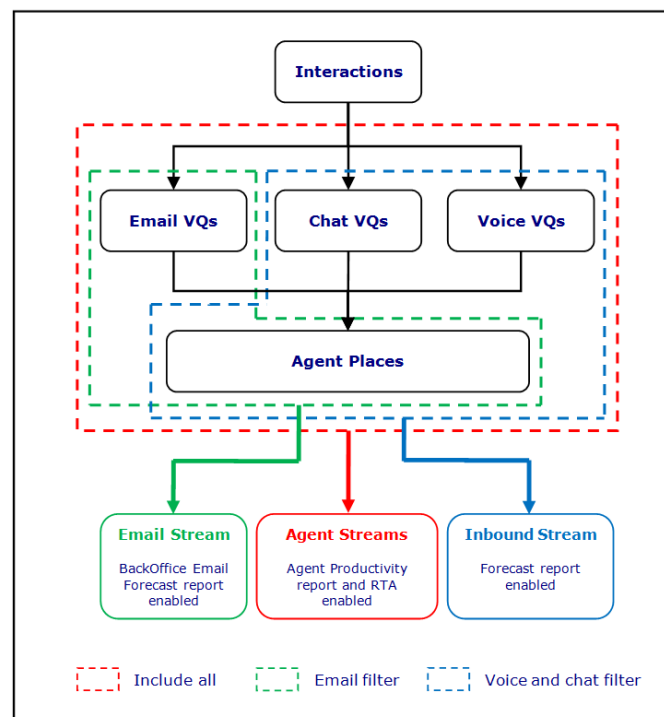 Interactions
Email VQs
Chat VQs
Voice VQs
Agent Places
Email Stream
BackOffice Email
Forecast report
enabled
Agent Streams
Agent Productivity
report and RTA
enabled
Inbound Stream
Forecast report
enabled
Include all
Email filter
Voice and chat filter